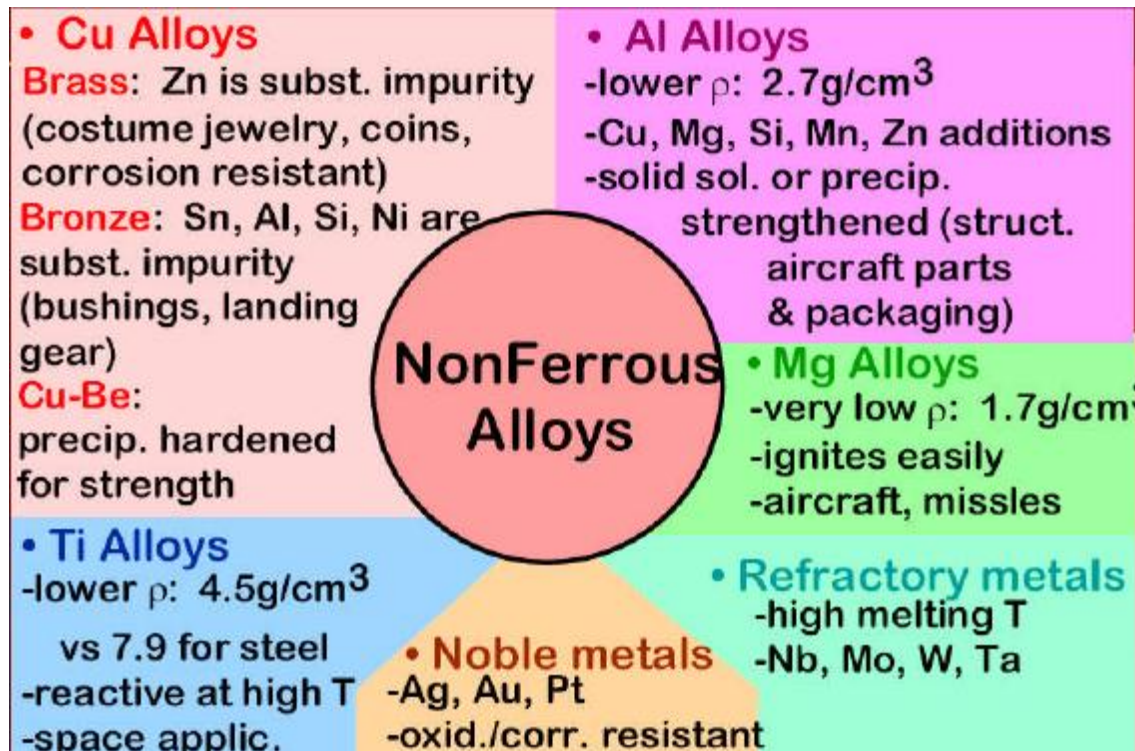 • Cu Alloys
Brass: Zn is subst. impurity
(costume jewelry, coins,
corrosion resistant)
Bronze: Sn, Al, Si, Ni are
subst. impurity
(bushings, landing
gear)
Cu-Be:
precip. hardened
for strength
• Al Alloys
-lower ρ: 2.7g/cm³
-Cu, Mg, Si, Mn, Zn additions
-solid sol. or precip.
strengthened (struct.
aircraft parts
& packaging)
NonFerrous
Alloys
• Mg Alloys
-very low ρ: 1.7g/cm³
-ignites easily
-aircraft, missles
• Ti Alloys
-lower ρ: 4.5g/cm³
vs 7.9 for steel
-reactive at high T
-space applic.
• Noble metals
-Ag, Au, Pt
-oxid./corr. resistant
• Refractory metals
-high melting T
-Nb, Mo, W, Ta